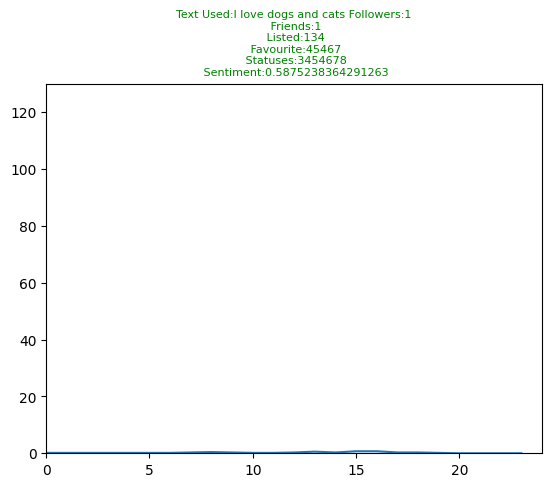 Text Used:I love dogs and cats Followers:1
Friends:1
Listed:134
Favourite:45467
Statuses:3454678
Sentiment:0.5875238364291263
120
100
80
60
40
20
0
0 5 10 15 20